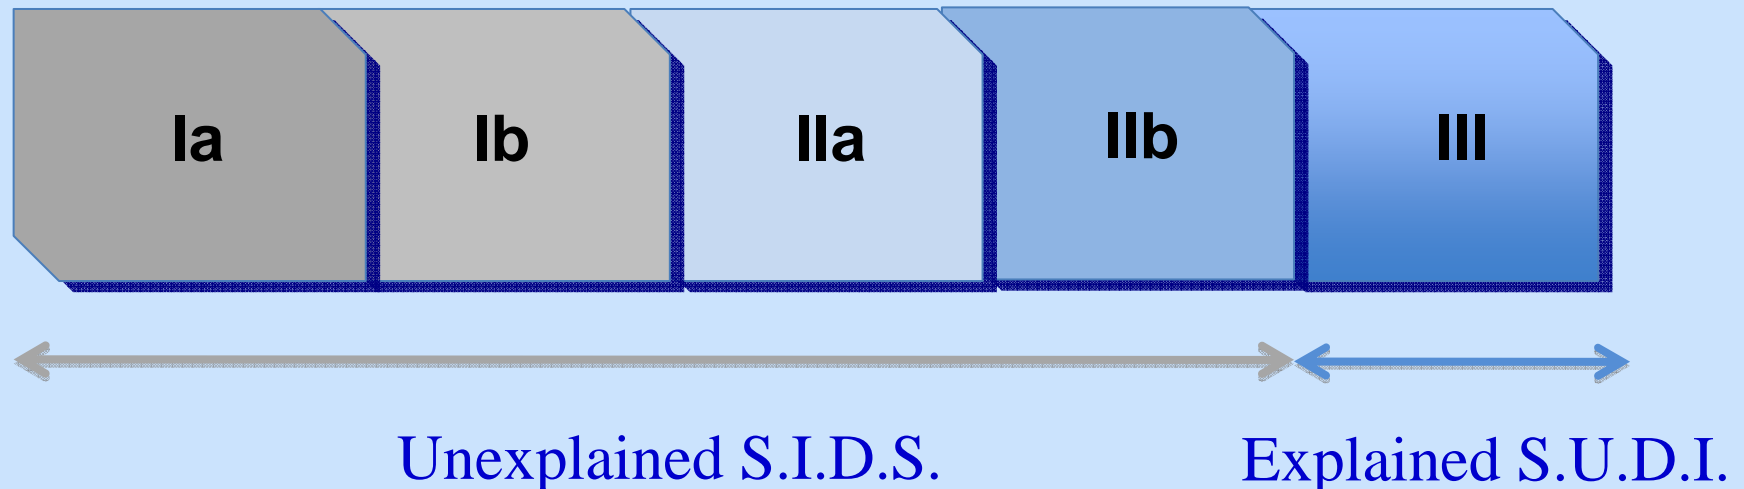 Ia Ib IIa IIb III
Unexplained S.I.D.S. Explained S.U.D.I.